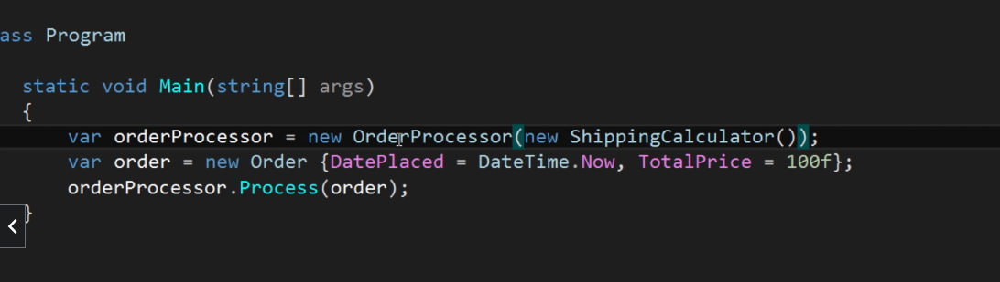 ass Program
static void Main(string[] args)
{
var orderProcessor = new OrderProcessor(new ShippingCalculator());
var order = new Order {DatePlaced = DateTime.Now, TotalPrice = 100f};
orderProcessor.Process(order);
}